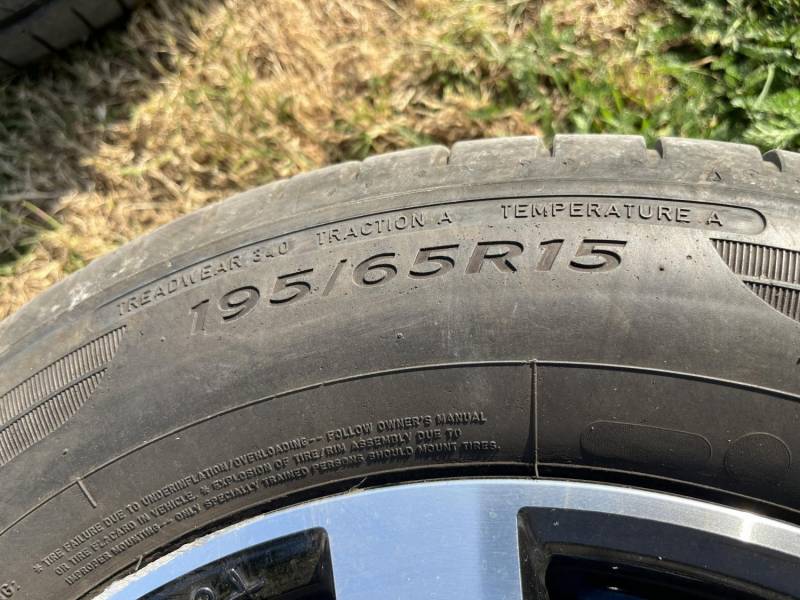 TREADWEAR 340 TRACTION A TEMPERATURE A
195/65R15
* TIRE FAILURE DUE TO UNDERINFLATION/OVERLOADING-- FOLLOW OWNER'S MANUAL
OR TIRE PLACARD IN VEHICLE. * EXPLOSION OF TIRE/RIM ASSEMBLY DUE TO
IMPROPER MOUNTING-- ONLY SPECIALLY TRAINED PERSONS SHOULD MOUNT TIRES.